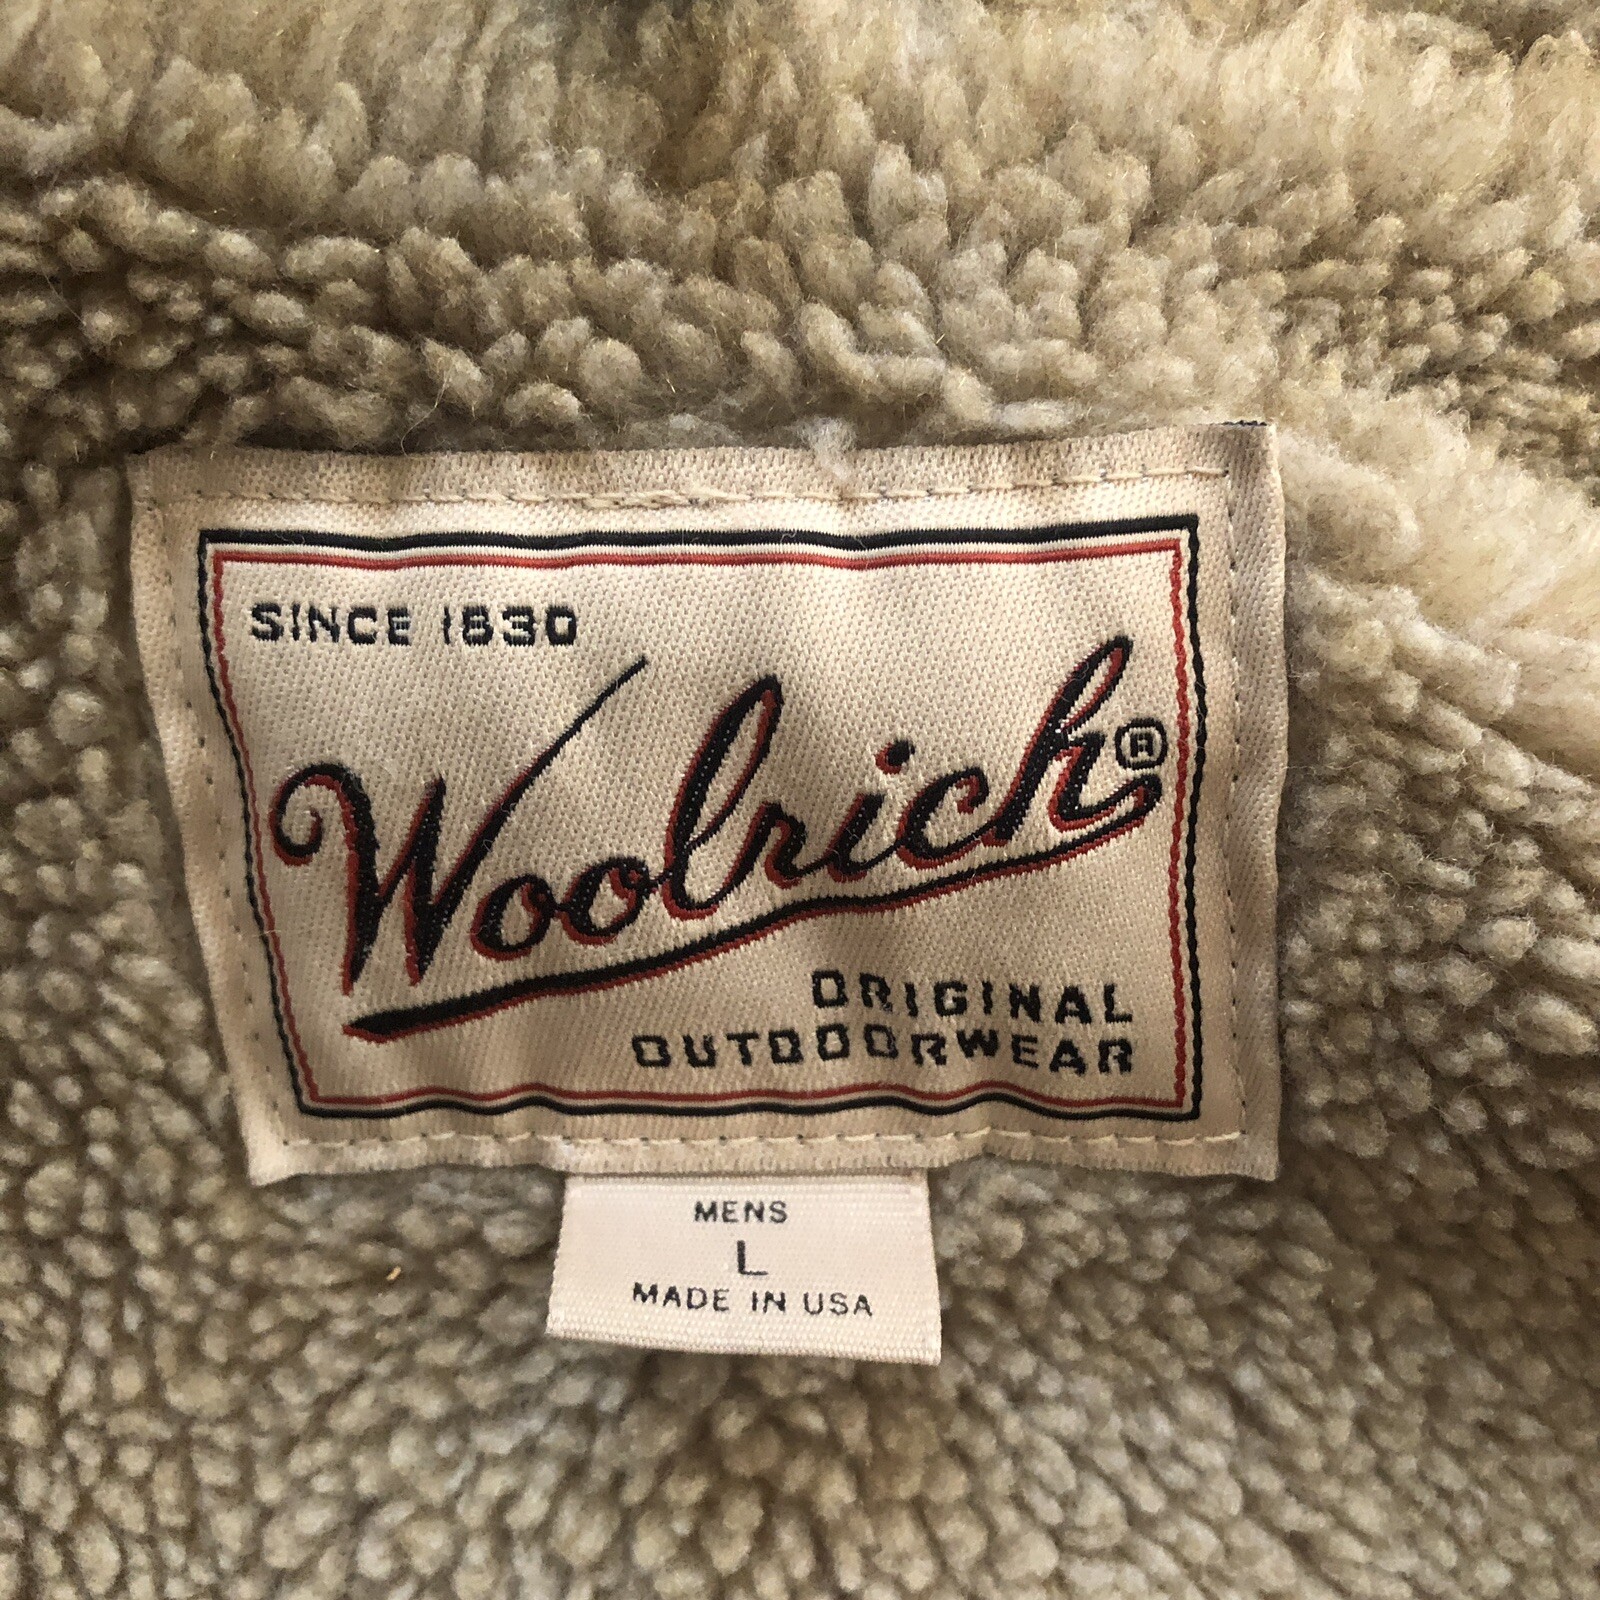 SINCE 1830
Woolrich®
ORIGINAL
OUTDOORWEAR
MENS
L
MADE IN USA